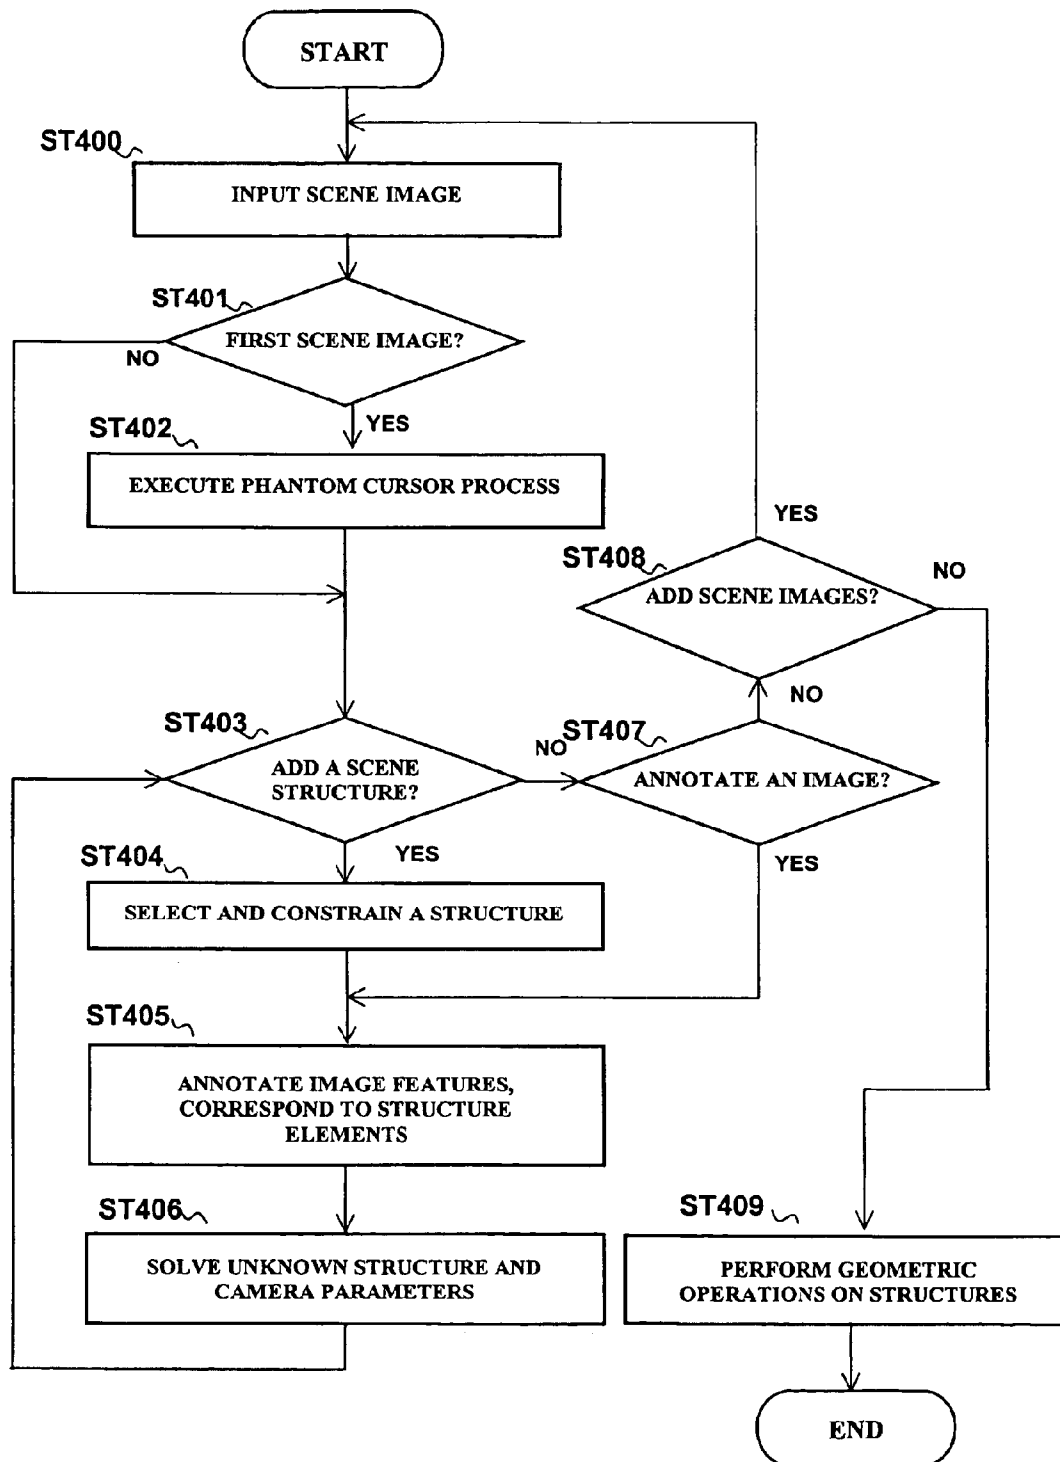 START
ST400
INPUT SCENE IMAGE
ST401
FIRST SCENE IMAGE?
NO
YES
ST402
EXECUTE PHANTOM CURSOR PROCESS
YES
ST408
NO
ADD SCENE IMAGES?
NO
ST403
NO
ST407
ADD A SCENE
STRUCTURE?
ANNOTATE AN IMAGE?
YES
YES
ST404
SELECT AND CONSTRAIN A STRUCTURE
ST405
ANNOTATE IMAGE FEATURES,
CORRESPOND TO STRUCTURE
ELEMENTS
ST406
SOLVE UNKNOWN STRUCTURE AND
CAMERA PARAMETERS
ST409
PERFORM GEOMETRIC
OPERATIONS ON STRUCTURES
END